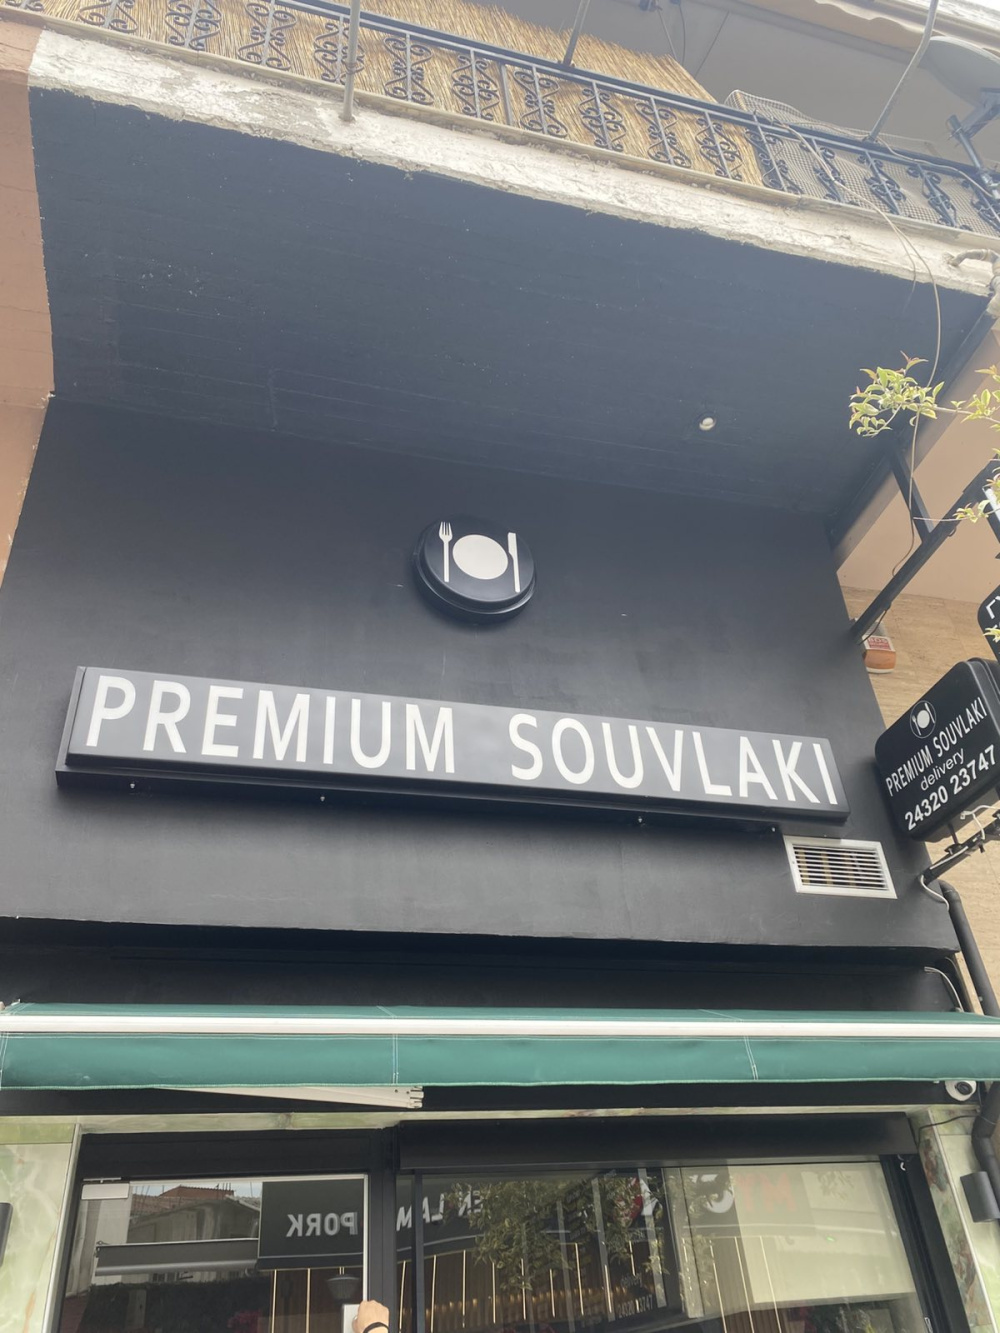 PREMIUM SOUVLAKI
PREMIUM SOUVLAKI
delivery
24320 23747
PORK